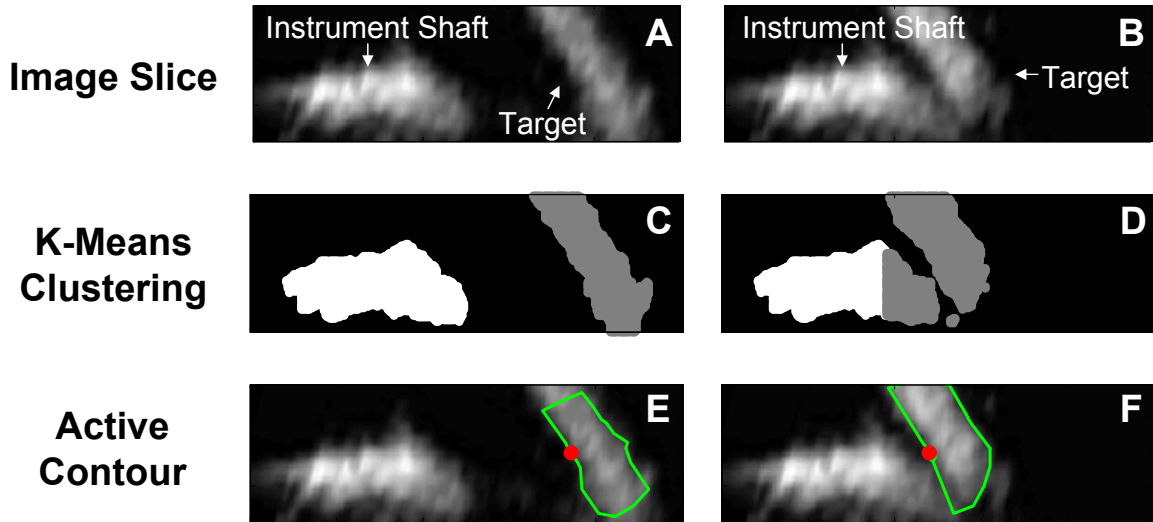 Image Slice
Instrument Shaft
Target
A
Instrument Shaft
Target
B
K-Means
Clustering
C
D
Active
Contour
E
F